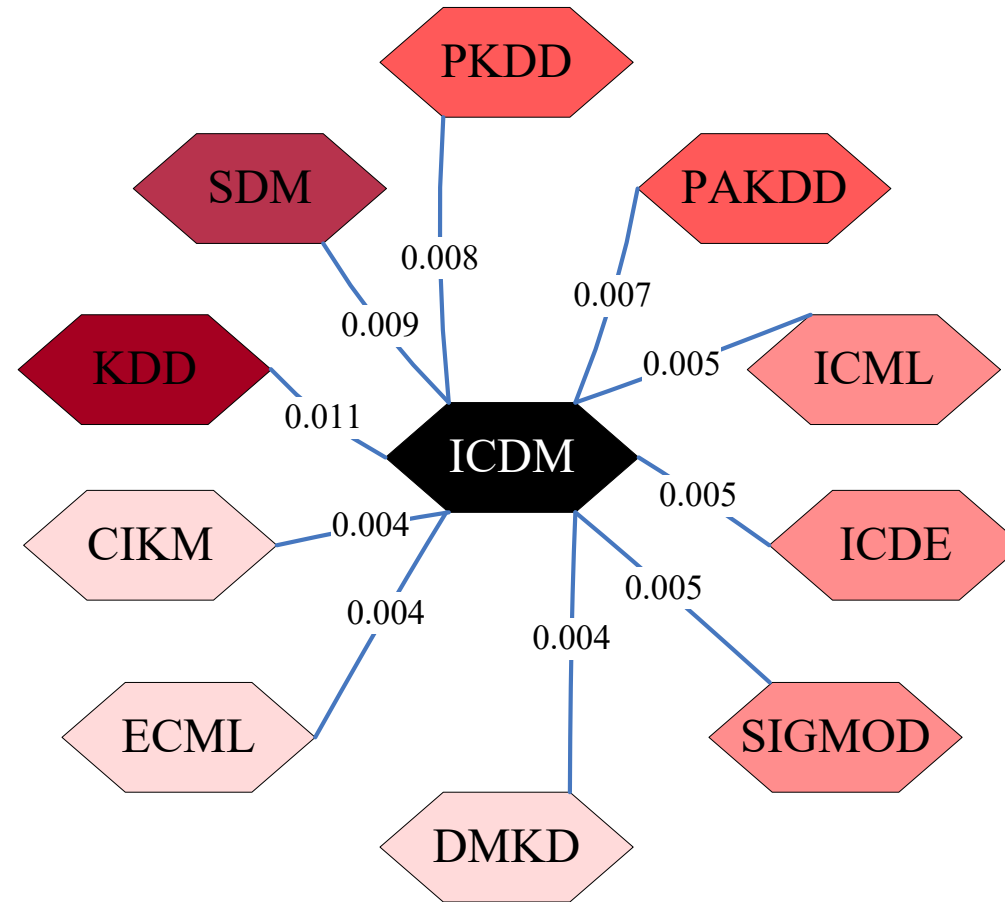 PKDD
SDM
PAKDD
0.008
0.007
0.009
KDD
0.005
ICML
0.011
ICDM
0.005
CIKM
0.004
ICDE
0.005
0.004
0.004
ECML
SIGMOD
DMKD